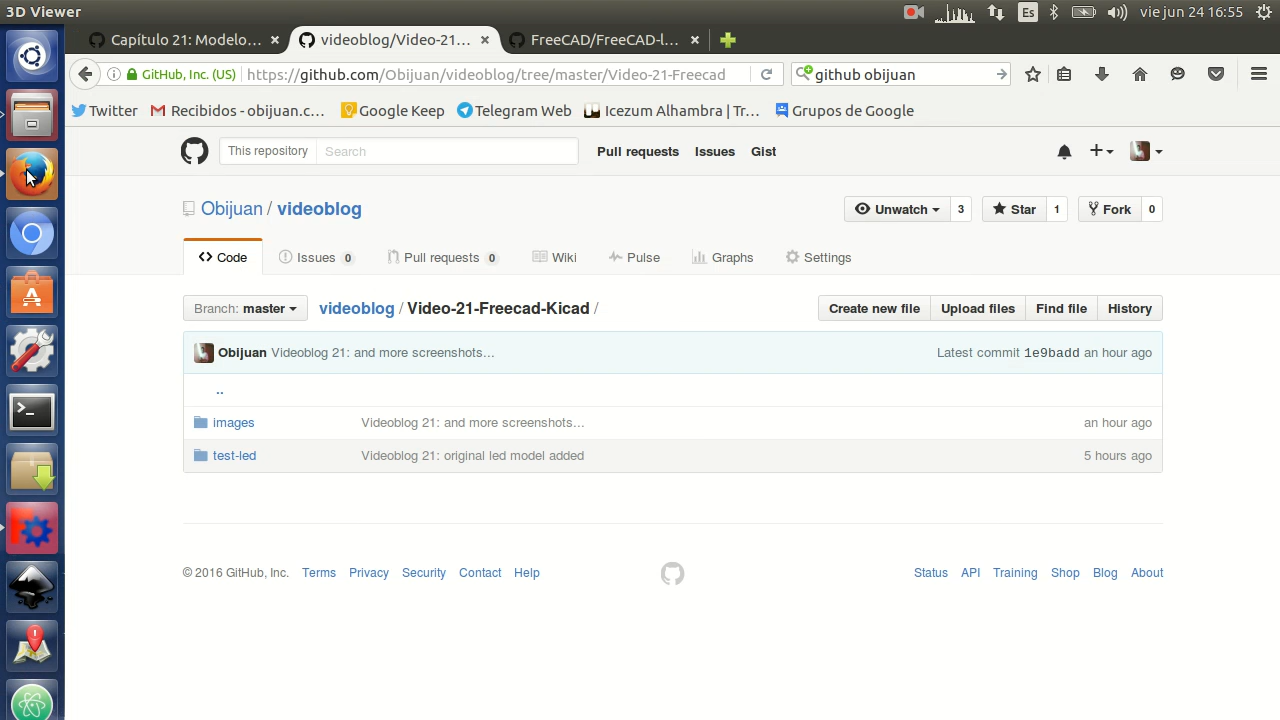 3D Viewer
Es
vie jun 24 16:55
Capítulo 21: Modelo...
videoblog/Video-21...
FreeCAD/FreeCAD-l...
GitHub, Inc. (US)
https://github.com/Obijuan/videoblog/tree/master/Video-21-Freecad
github obijuan
Twitter
Recibidos - obijuan.c...
Google Keep
Telegram Web
Icezum Alhambra | Tr...
Grupos de Google
This repository
Search
Pull requests
Issues
Gist
Obijuan / videoblog
Unwatch
3
Star
1
Fork
0
Code
Issues 0
Pull requests 0
Wiki
Pulse
Graphs
Settings
Branch: master
videoblog / Video-21-Freecad-Kicad /
Create new file
Upload files
Find file
History
Obijuan Videoblog 21: and more screenshots...
Latest commit 1e9badd an hour ago
..
images
Videoblog 21: and more screenshots...
an hour ago
test-led
Videoblog 21: original led model added
5 hours ago
© 2016 GitHub, Inc.
Terms
Privacy
Security
Contact
Help
Status
API
Training
Shop
Blog
About